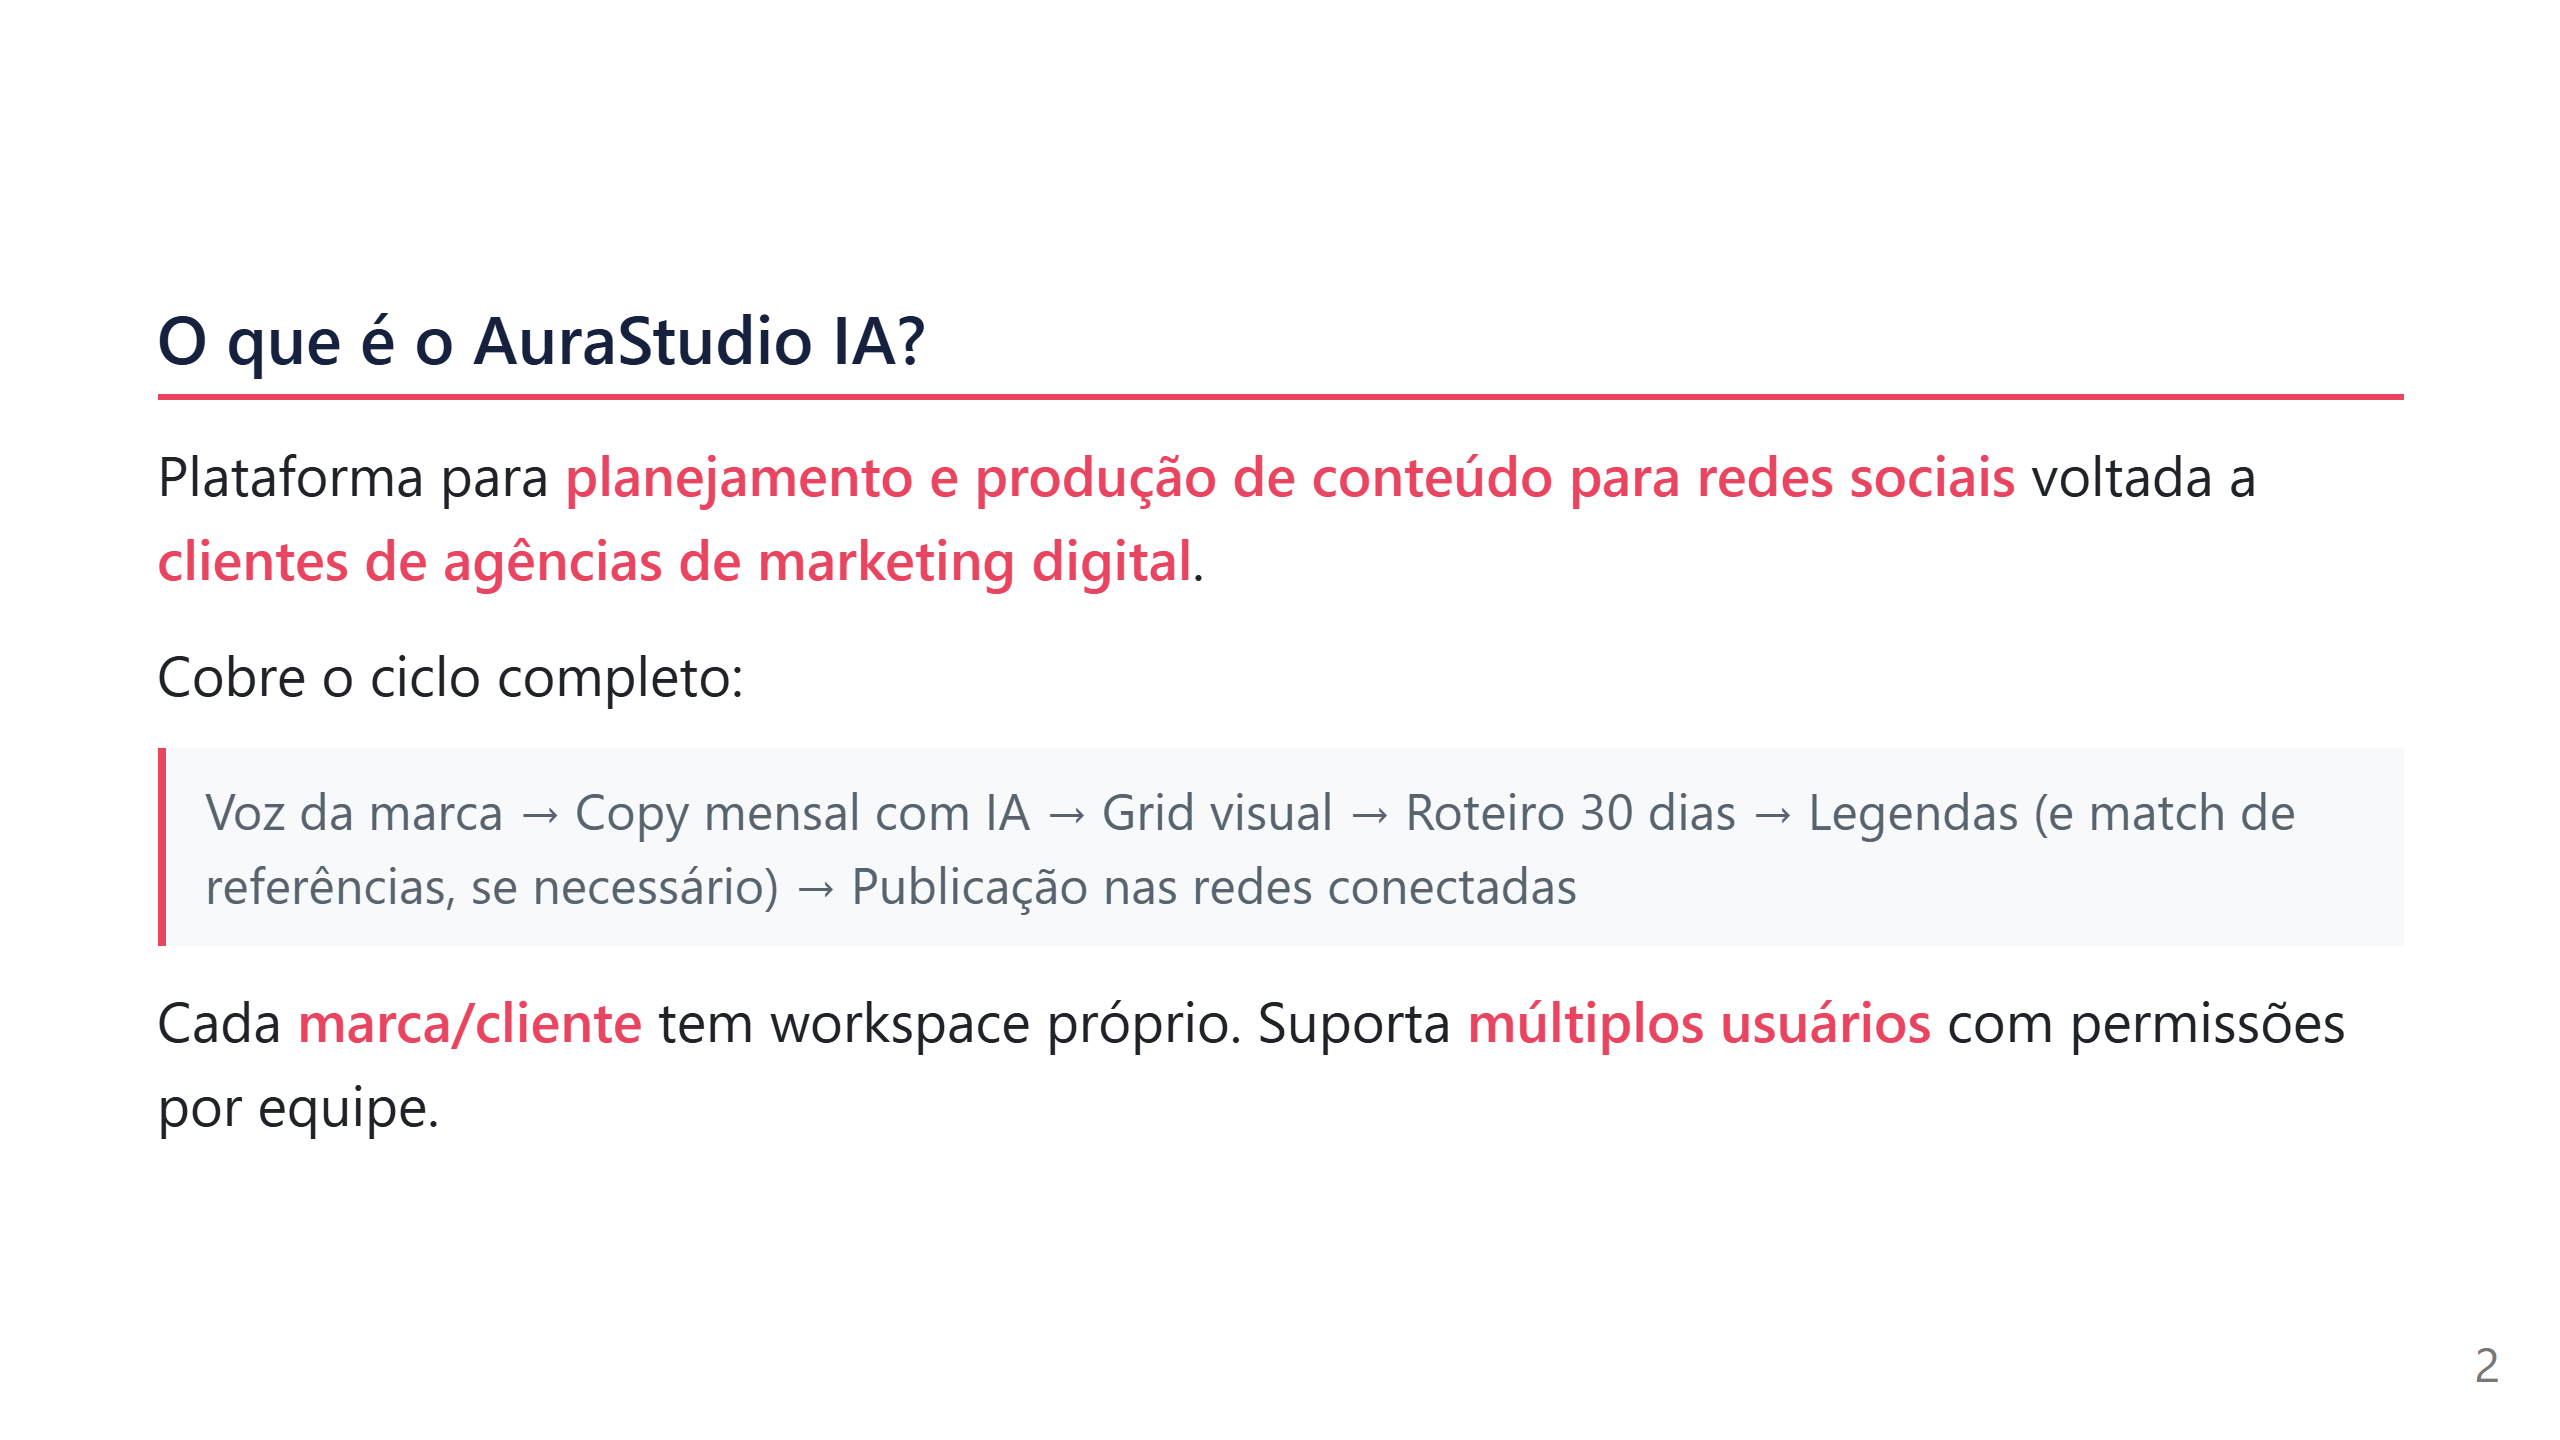 O que é o AuraStudio IA?
Plataforma para planejamento e produção de conteúdo para redes sociais voltada a
clientes de agências de marketing digital.
Cobre o ciclo completo:
Voz da marca → Copy mensal com IA → Grid visual → Roteiro 30 dias → Legendas (e match de
referências, se necessário) → Publicação nas redes conectadas
Cada marca/cliente tem workspace próprio. Suporta múltiplos usuários com permissões
por equipe.
2